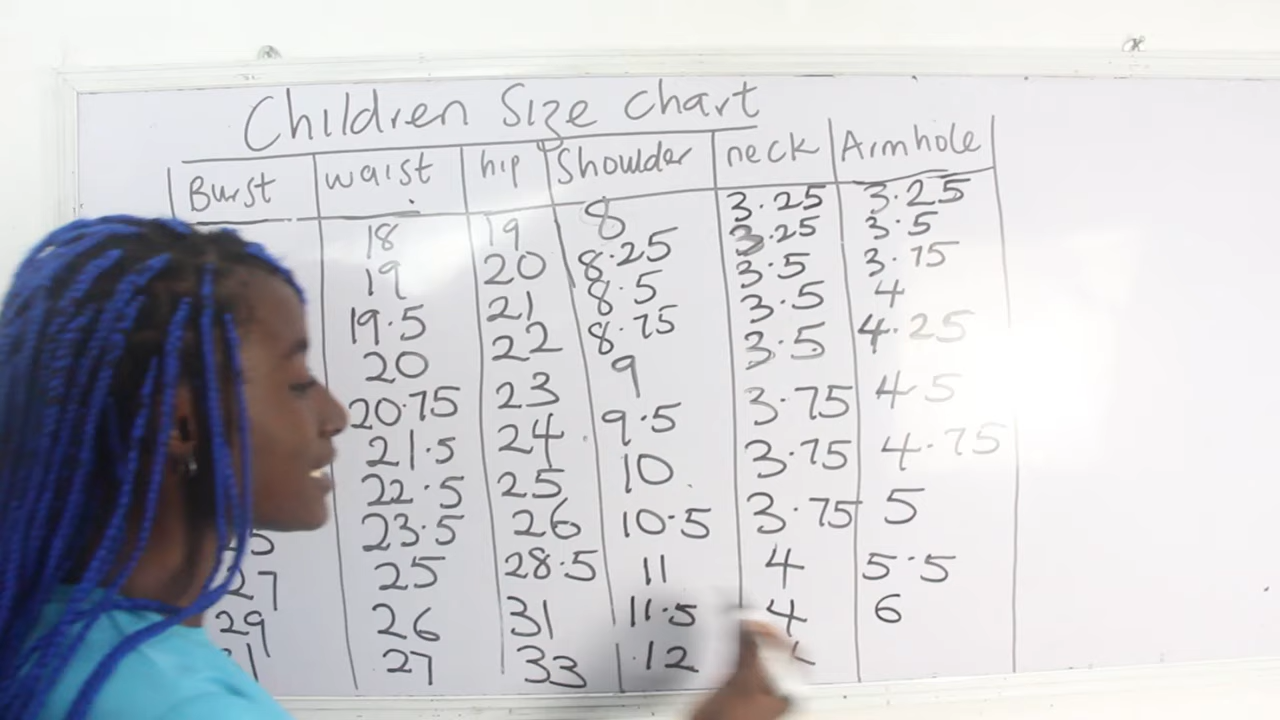 Children Size Chart
Burst waist hip Shoulder neck Armhole
18 19 8 3.25 3.25
19 20 8.25 3.25 3.5
19.5 21 8.5 3.5 3.75
20 22 8.75 3.5 4
20.75 23 9 3.5 4.25
21.5 24 9.5 3.75 4.5
22.5 25 10 3.75 4.75
23.5 26 10.5 3.75 5
27 25 28.5 11 4 5.5
29 26 31 11.5 4 6
27 33 12